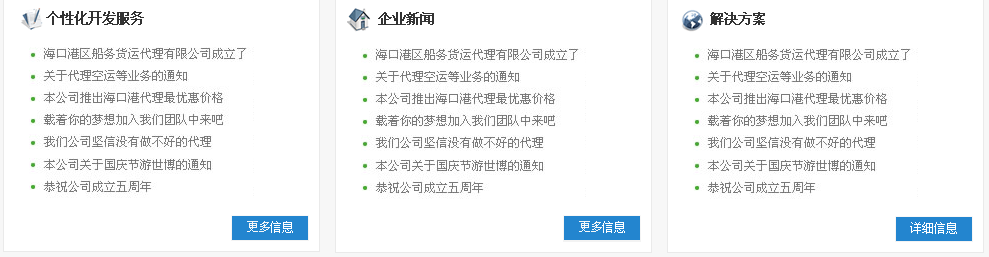 个性化开发服务
海口港区船务货运代理有限公司成立了
关于代理空运等业务的通知
本公司推出海口港代理最优惠价格
载着你的梦想加入我们团队中来吧
我们公司坚信没有做不好的代理
本公司关于国庆节游世博的通知
恭祝公司成立五周年
更多信息
企业新闻
海口港区船务货运代理有限公司成立了
关于代理空运等业务的通知
本公司推出海口港代理最优惠价格
载着你的梦想加入我们团队中来吧
我们公司坚信没有做不好的代理
本公司关于国庆节游世博的通知
恭祝公司成立五周年
更多信息
解决方案
海口港区船务货运代理有限公司成立了
关于代理空运等业务的通知
本公司推出海口港代理最优惠价格
载着你的梦想加入我们团队中来吧
我们公司坚信没有做不好的代理
本公司关于国庆节游世博的通知
恭祝公司成立五周年
详细信息